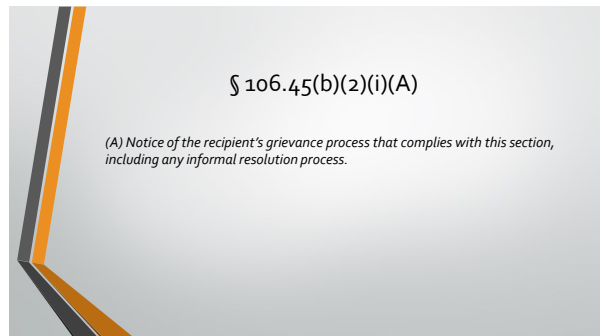 § 106.45(b)(2)(i)(A)
(A) Notice of the recipient’s grievance process that complies with this section,
including any informal resolution process.